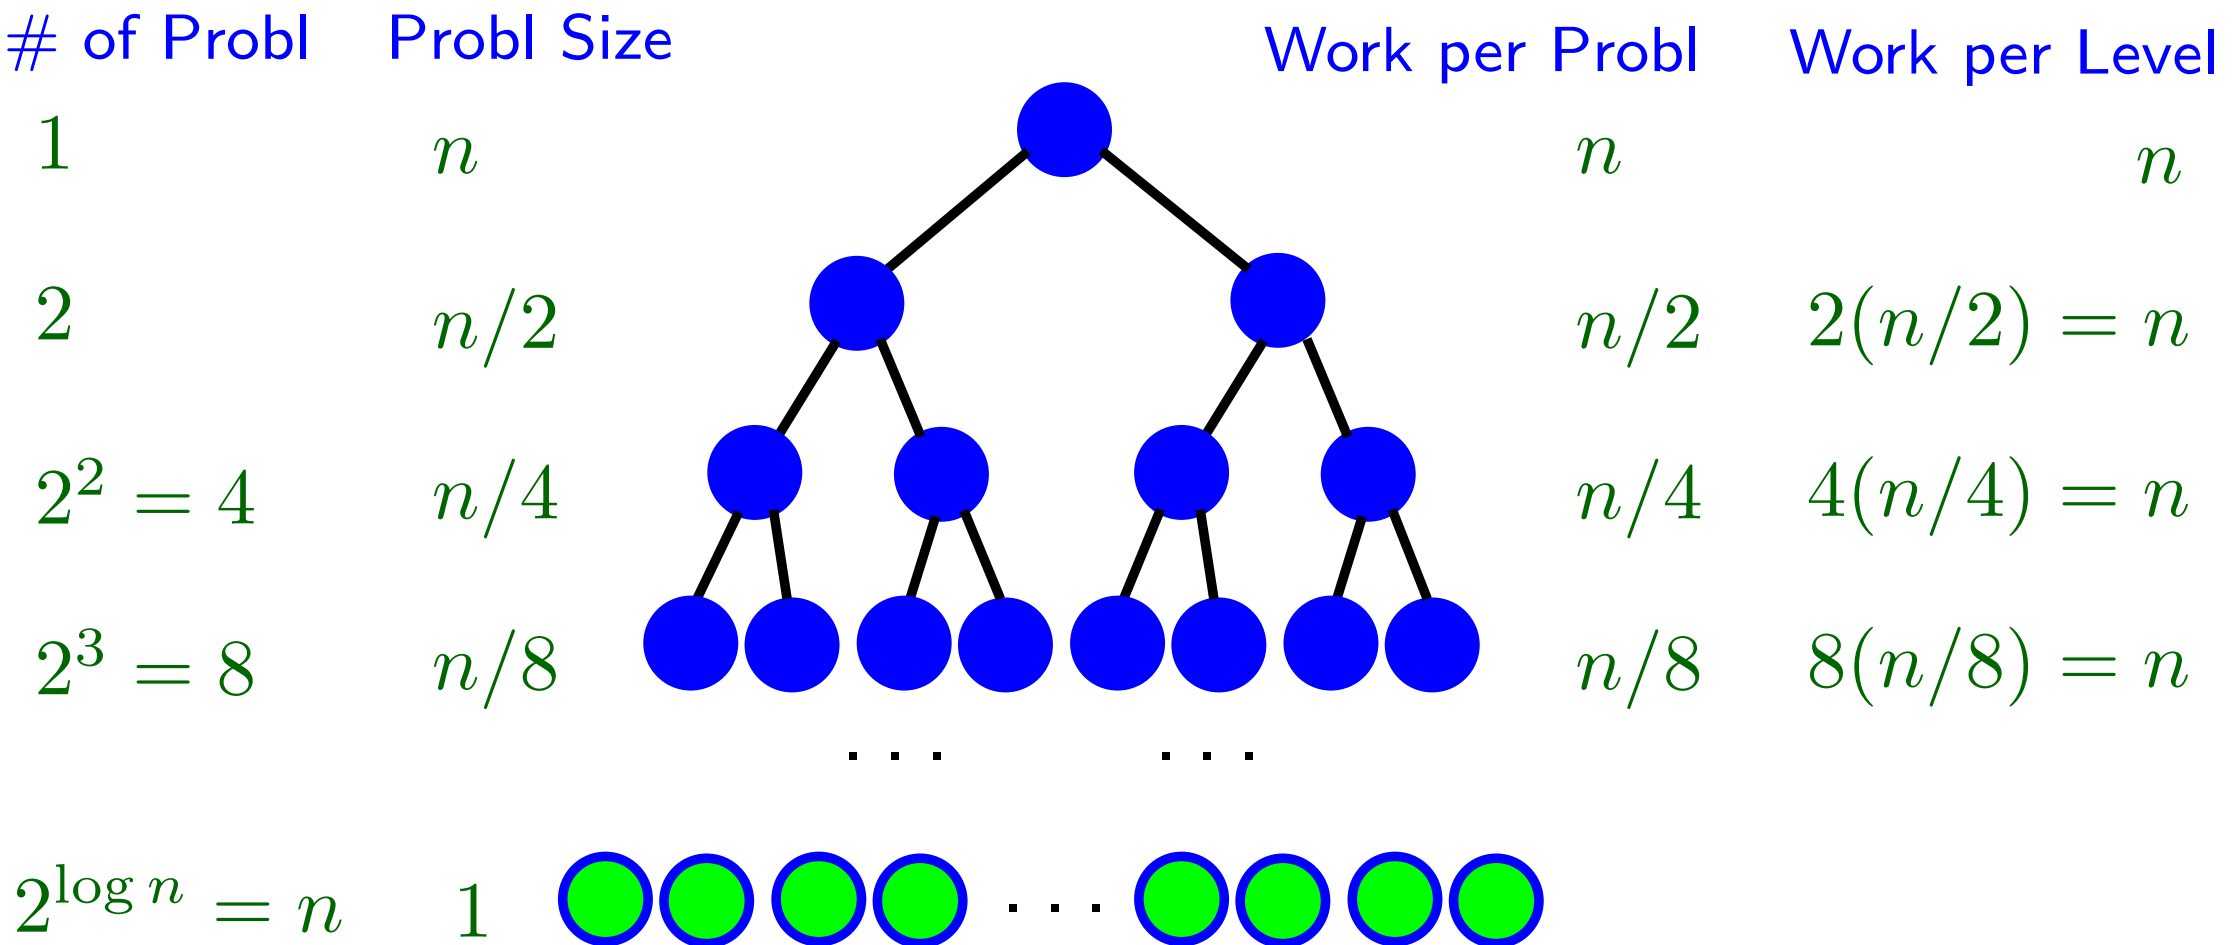 # of Probl Probl Size Work per Probl Work per Level
1 n n n
2 n/2 n/2 2(n/2) = n
2^2 = 4 n/4 n/4 4(n/4) = n
2^3 = 8 n/8 n/8 8(n/8) = n
. . . . . .
2^{log n} = n 1 . . .